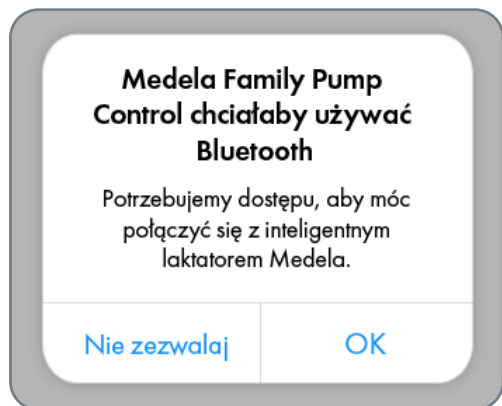 Medela Family Pump
Control chciałaby używać
Bluetooth
Potrzebujemy dostępu, aby móc
połączyć się z inteligentnym
laktatorem Medela.
Nie zezwalaj
OK